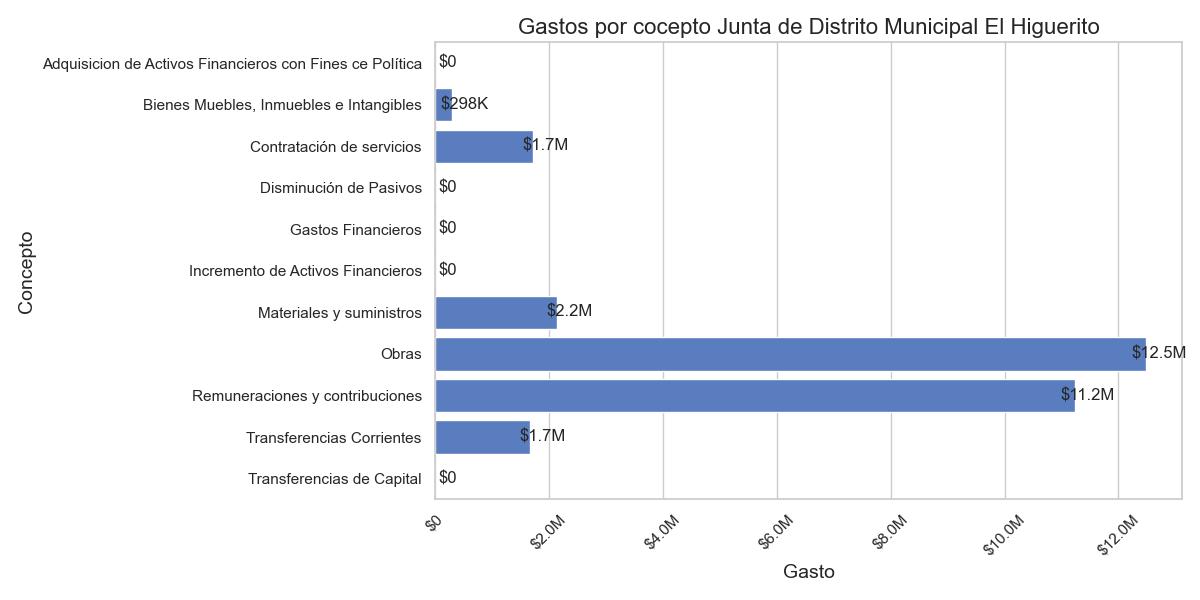 Gastos por cocepto Junta de Distrito Municipal El Higuerito
Adquisicion de Activos Financieros con Fines ce Política $0
Bienes Muebles, Inmuebles e Intangibles $298K
Contratación de servicios $1.7M
Disminución de Pasivos $0
Gastos Financieros $0
Incremento de Activos Financieros $0
Materiales y suministros $2.2M
Obras $12.5M
Remuneraciones y contribuciones $11.2M
Transferencias Corrientes $1.7M
Transferencias de Capital $0
Concepto
$0 $2.0M $4.0M $6.0M $8.0M $10.0M $12.0M
Gasto